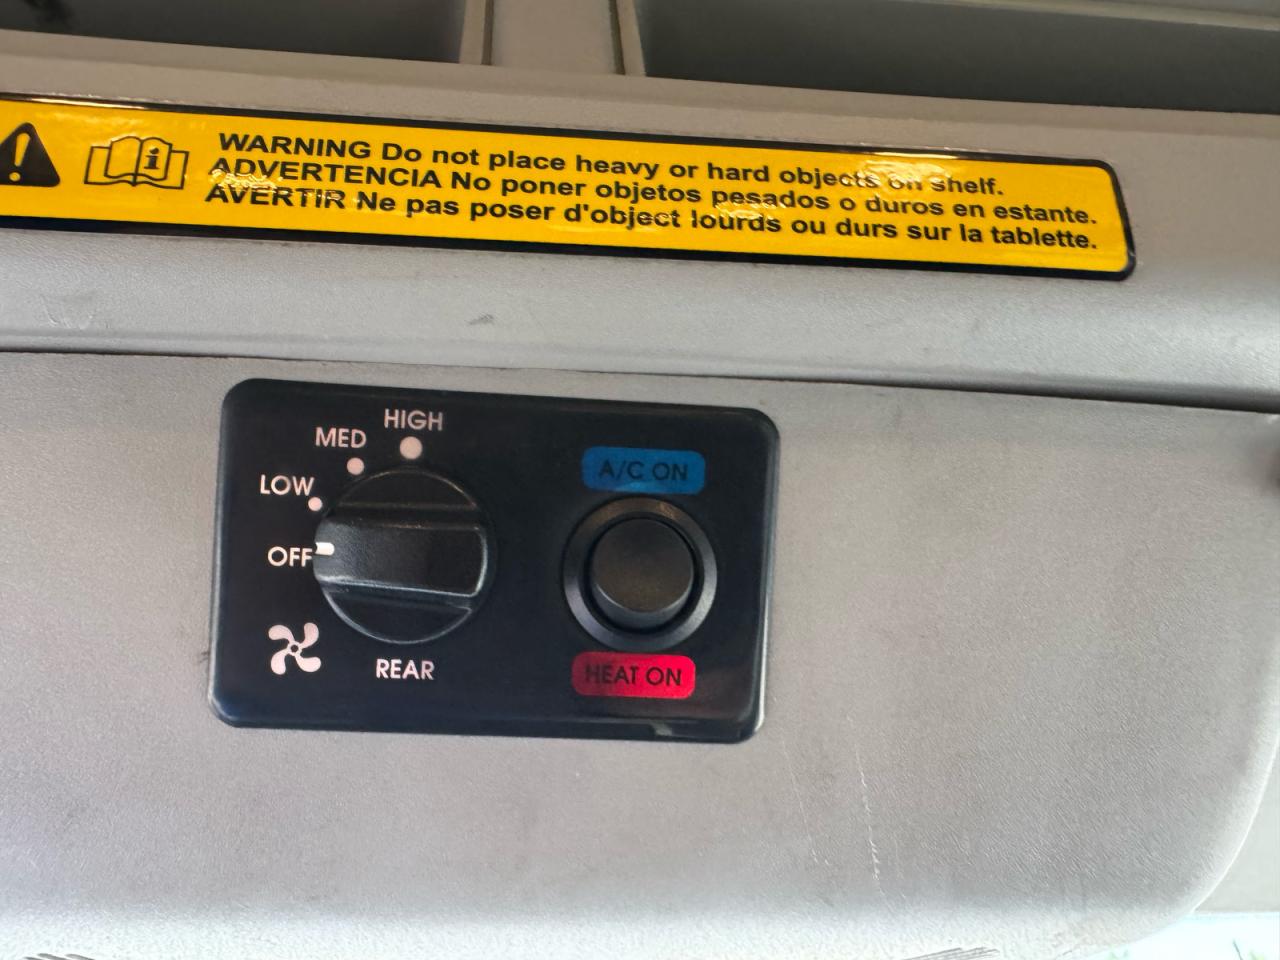 WARNING Do not place heavy or hard objects on shelf.
ADVERTENCIA No poner objetos pesados o duros en estante.
AVERTIR Ne pas poser d'object lourds ou durs sur la tablette.
HIGH
MED
LOW
OFF
REAR
A/C ON
HEAT ON